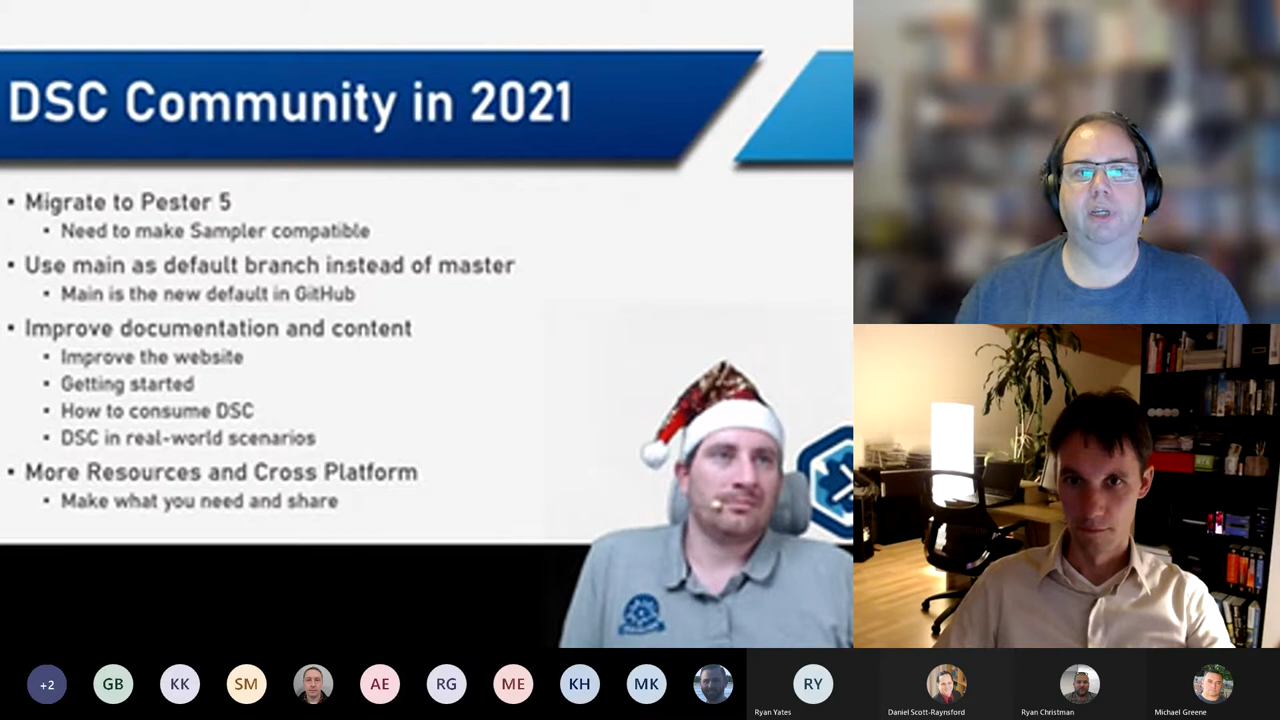 DSC Community in 2021
• Migrate to Pester 5
• Need to make Sampler compatible
• Use main as default branch instead of master
• Main is the new default in GitHub
• Improve documentation and content
• Improve the website
• Getting started
• How to consume DSC
• DSC in real-world scenarios
• More Resources and Cross Platform
• Make what you need and share
+2
GB
KK
SM
AE
RG
ME
KH
MK
RY
Ryan Yates
Daniel Scott-Raynsford
Ryan Christman
Michael Greene